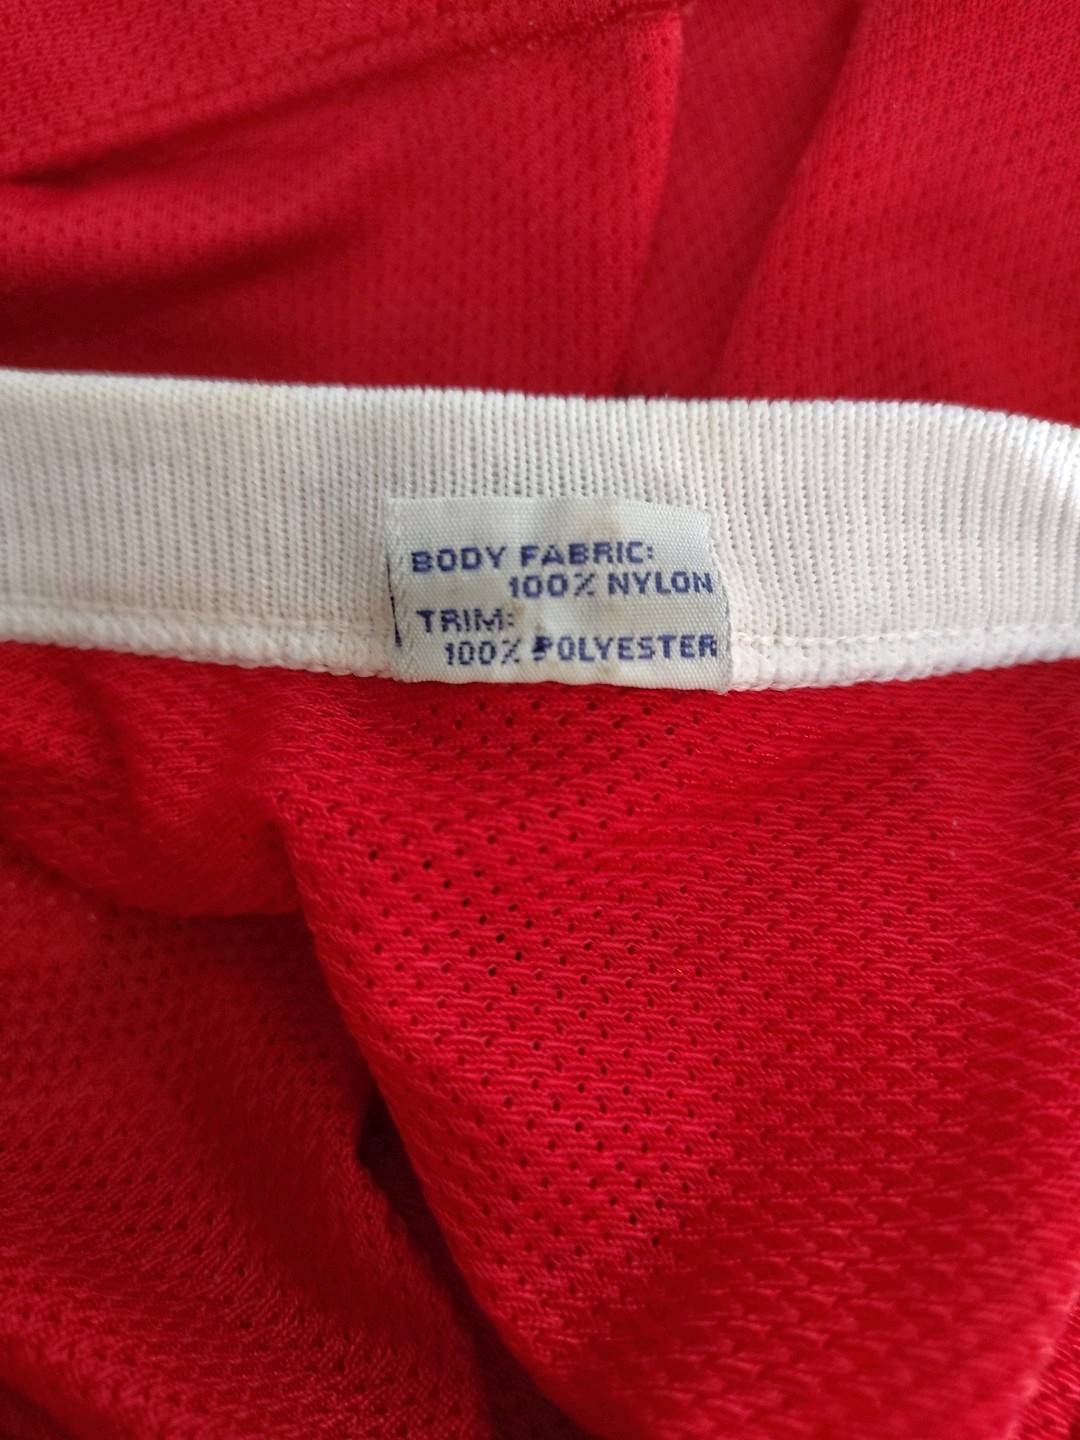 BODY FABRIC:
100% NYLON
TRIM:
100% POLYESTER